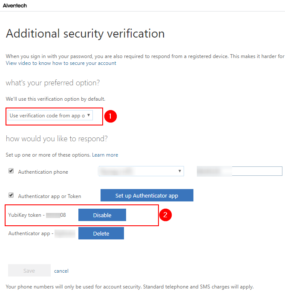 Alventech
Additional security verification
When you sign in with your password, you are also required to respond from a registered device. This makes it harder for
View video to know how to secure your account
what's your preferred option?
We'll use this verification option by default.
Use verification code from app o
1
how would you like to respond?
Set up one or more of these options. Learn more
Authentication phone
Authenticator app or Token
Set up Authenticator app
YubiKey token - 08
Disable
2
Authenticator app -
Delete
Save
cancel
Your phone numbers will only be used for account security. Standard telephone and SMS charges will apply.